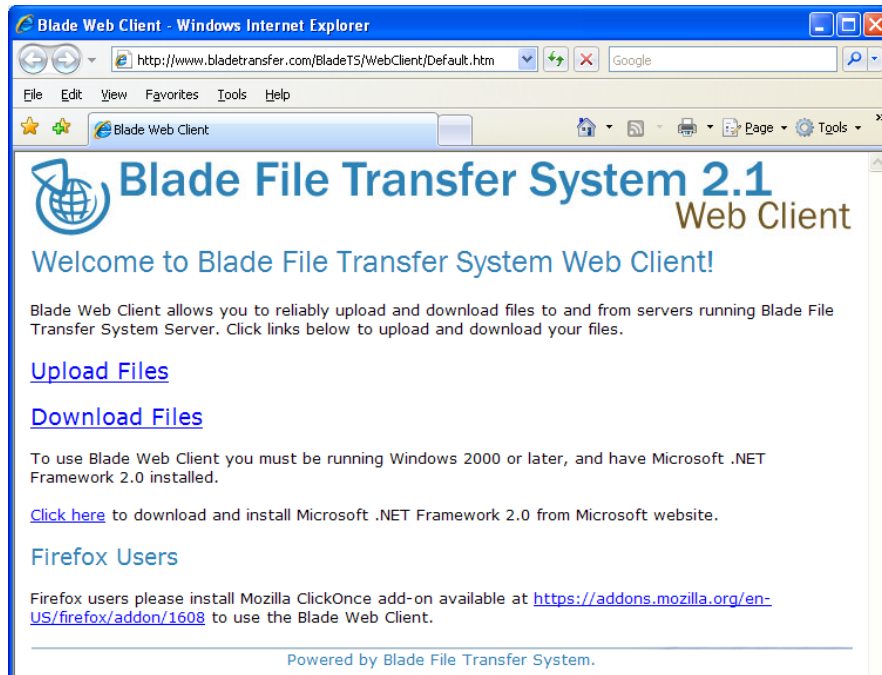 Blade Web Client - Windows Internet Explorer
http://www.bladetransfer.com/BladeTS/WebClient/Default.htm
Google
File Edit View Favorites Tools Help
Blade Web Client
Page
Tools
»
Blade File Transfer System 2.1
Web Client
Welcome to Blade File Transfer System Web Client!
Blade Web Client allows you to reliably upload and download files to and from servers running Blade File
Transfer System Server. Click links below to upload and download your files.
Upload Files
Download Files
To use Blade Web Client you must be running Windows 2000 or later, and have Microsoft .NET
Framework 2.0 installed.
Click here to download and install Microsoft .NET Framework 2.0 from Microsoft website.
Firefox Users
Firefox users please install Mozilla ClickOnce add-on available at https://addons.mozilla.org/en-
US/firefox/addon/1608 to use the Blade Web Client.
Powered by Blade File Transfer System.